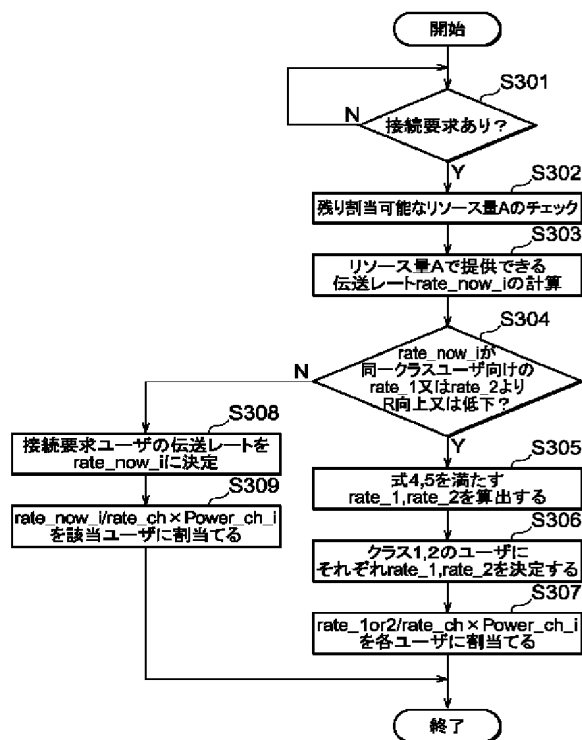 開始
S301
接続要求あり?
N
Y
S302
残り割当可能なリソース量Aのチェック
S303
リソース量Aで提供できる
伝送レートrate_now_iの計算
S304
rate_now_iが
同一クラスユーザ向けの
rate_1又はrate_2より
R向上又は低下?
N
Y
S308
接続要求ユーザの伝送レートを
rate_now_iに決定
S309
rate_now_i/rate_ch×Power_ch_i
を該当ユーザに割当てる
S305
式4,5を満たす
rate_1,rate_2を算出する
S306
クラス1,2のユーザに
それぞれrate_1,rate_2を決定する
S307
rate_1or2/rate_ch×Power_ch_i
を各ユーザに割当てる
終了